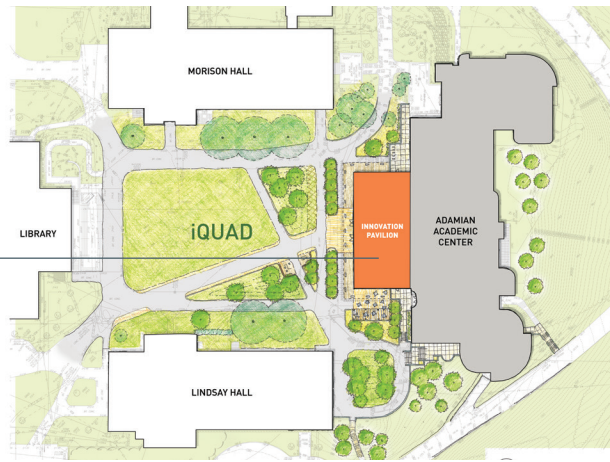 MORISON HALL
iQUAD
LIBRARY
INNOVATION
PAVILION
ADAMIAN
ACADEMIC
CENTER
LINDSAY HALL